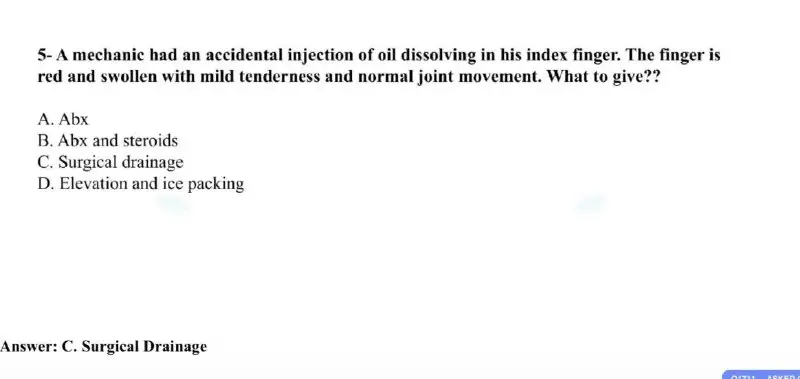 5- A mechanic had an accidental injection of oil dissolving in his index finger. The finger is
red and swollen with mild tenderness and normal joint movement. What to give??
A. Abx
B. Abx and steroids
C. Surgical drainage
D. Elevation and ice packing
Answer: C. Surgical Drainage